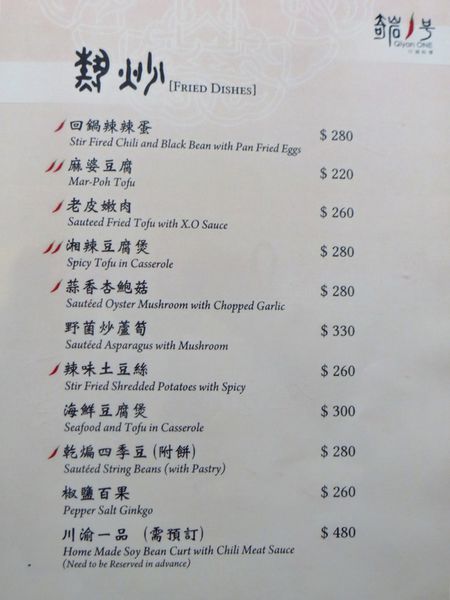 奇岩1号
Qiyan ONE
熱炒 [FRIED DISHES]
回鍋辣辣蛋 $ 280
Stir Fired Chili and Black Bean with Pan Fried Eggs
麻婆豆腐 $ 220
Mar-Poh Tofu
老皮嫩肉 $ 260
Sauteed Fried Tofu with X.O Sauce
湘辣豆腐煲 $ 280
Spicy Tofu in Casserole
蒜香杏鮑菇 $ 280
Sautéed Oyster Mushroom with Chopped Garlic
野菌炒蘆筍 $ 330
Sautéed Asparagus with Mushroom
辣味土豆絲 $ 260
Stir Fried Shredded Potatoes with Spicy
海鮮豆腐煲 $ 300
Seafood and Tofu in Casserole
乾煸四季豆 (附餅) $ 280
Sautéed String Beans (with Pastry)
椒鹽百果 $ 260
Pepper Salt Ginkgo
川渝一品 (需預訂) $ 480
Home Made Soy Bean Curt with Chili Meat Sauce
(Need to be Reserved in advance)